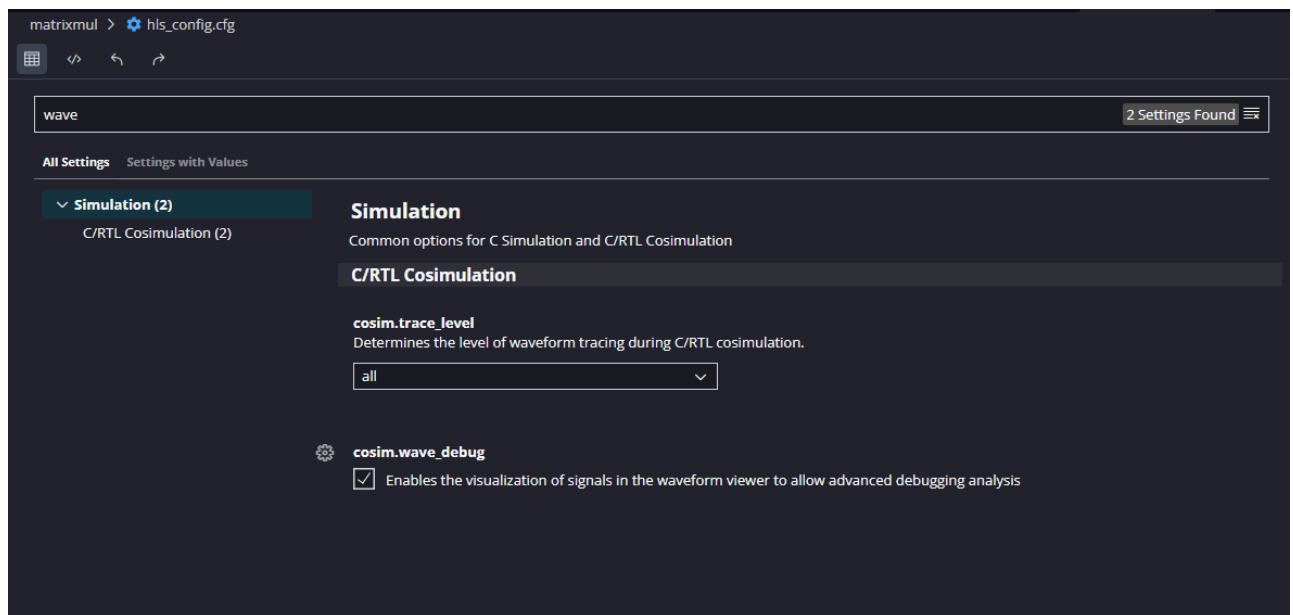 matrixmul > hls_config.cfg
wave
2 Settings Found
All Settings Settings with Values
Simulation (2)
C/RTL Cosimulation (2)
Simulation
Common options for C Simulation and C/RTL Cosimulation
C/RTL Cosimulation
cosim.trace_level
Determines the level of waveform tracing during C/RTL cosimulation.
all
cosim.wave_debug
Enables the visualization of signals in the waveform viewer to allow advanced debugging analysis